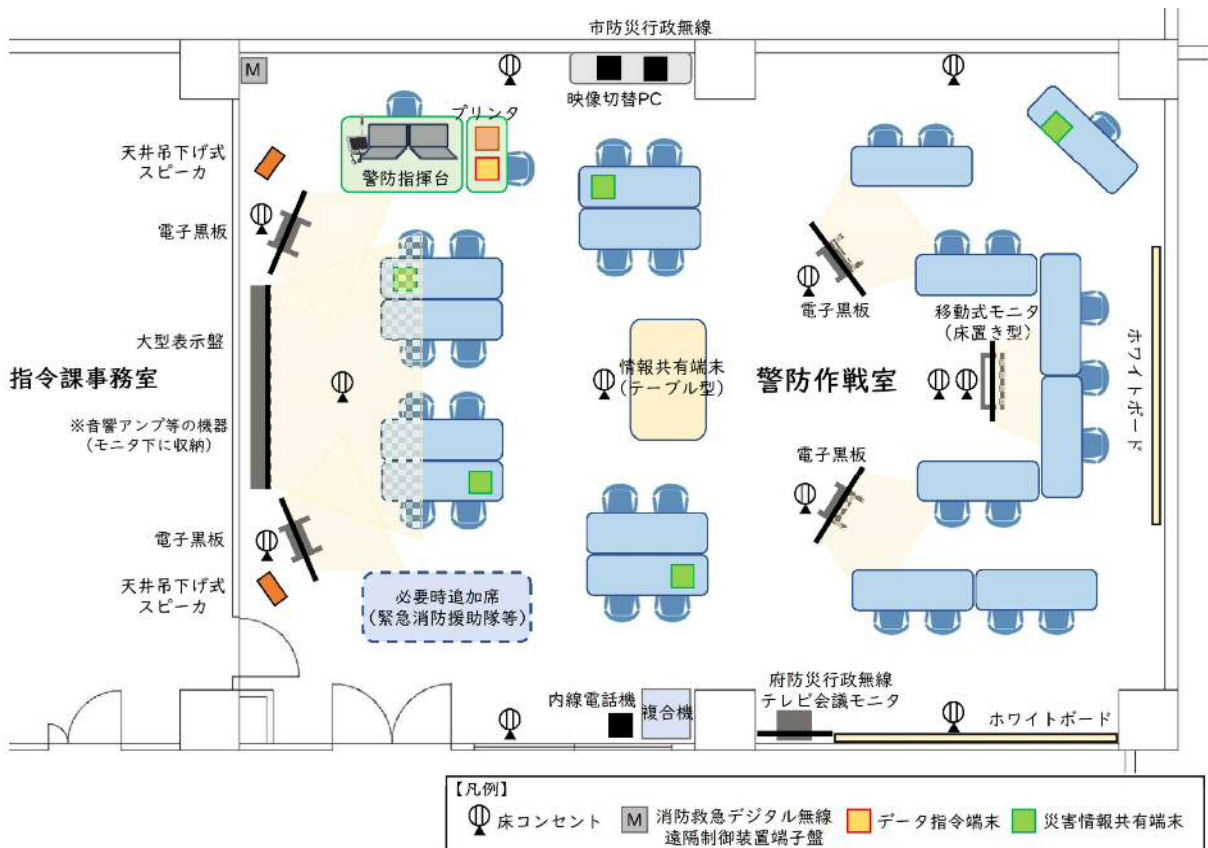 市防災行政無線
M
映像切替PC
プリンタ
天井吊下げ式
スピーカ
警防指揮台
電子黒板
電子黒板
移動式モニタ
(床置き型)
大型表示盤
指令課事務室
情報共有端末
(テーブル型)
警防作戦室
ホワイトボード
※音響アンプ等の機器
(モニタ下に収納)
電子黒板
電子黒板
天井吊下げ式
スピーカ
必要時追加席
(緊急消防援助隊等)
内線電話機
複合機
府防災行政無線
テレビ会議モニタ
ホワイトボード
【凡例】
床コンセント
M
消防救急デジタル無線
遠隔制御装置端子盤
データ指令端末
災害情報共有端末